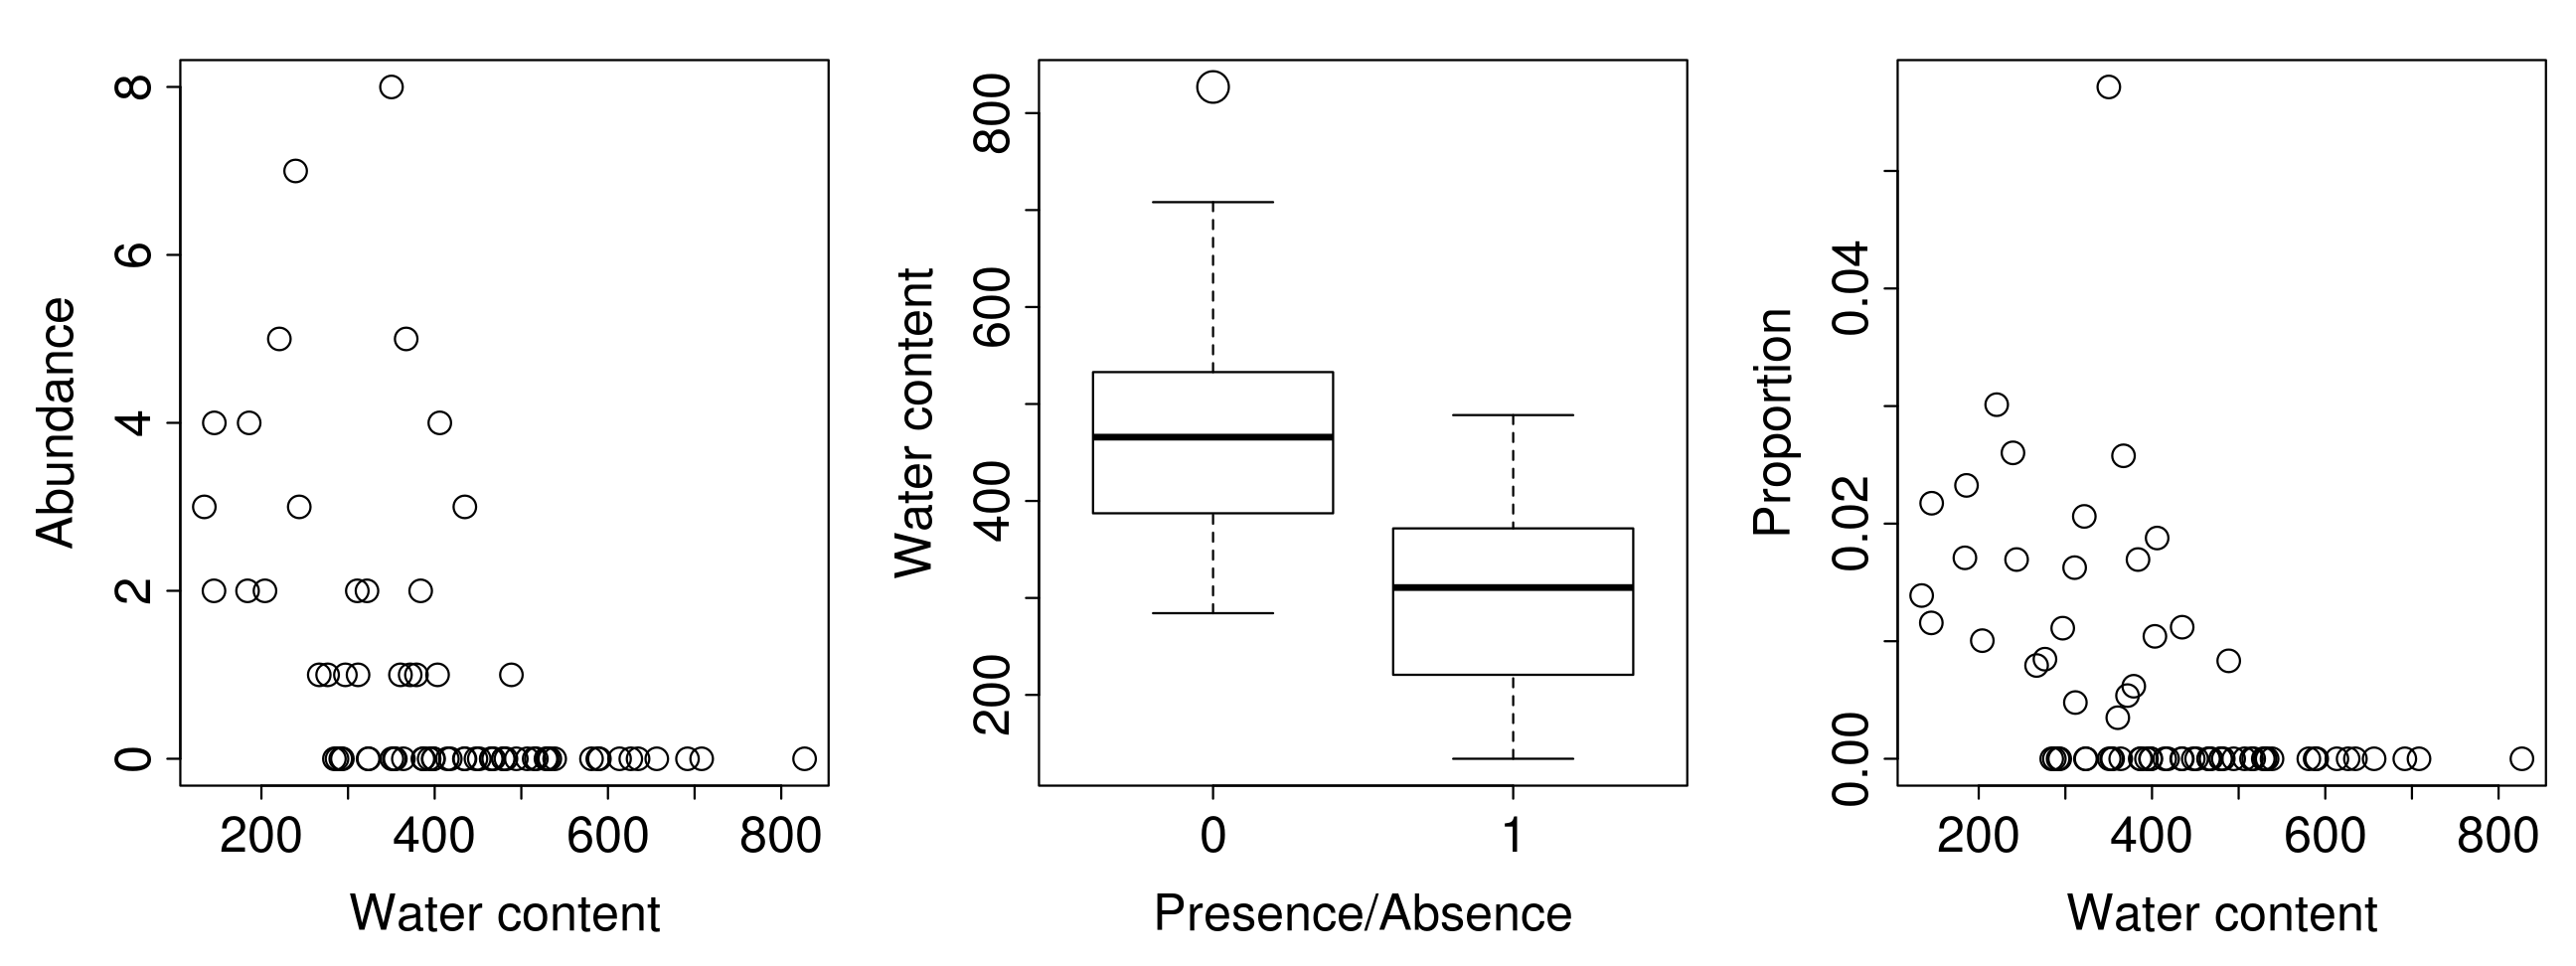 Abundance
8
6
4
2
0
200 400 600 800
Water content
Water content
800
600
400
200
0 1
Presence/Absence
Proportion
0.04
0.02
0.00
200 400 600 800
Water content